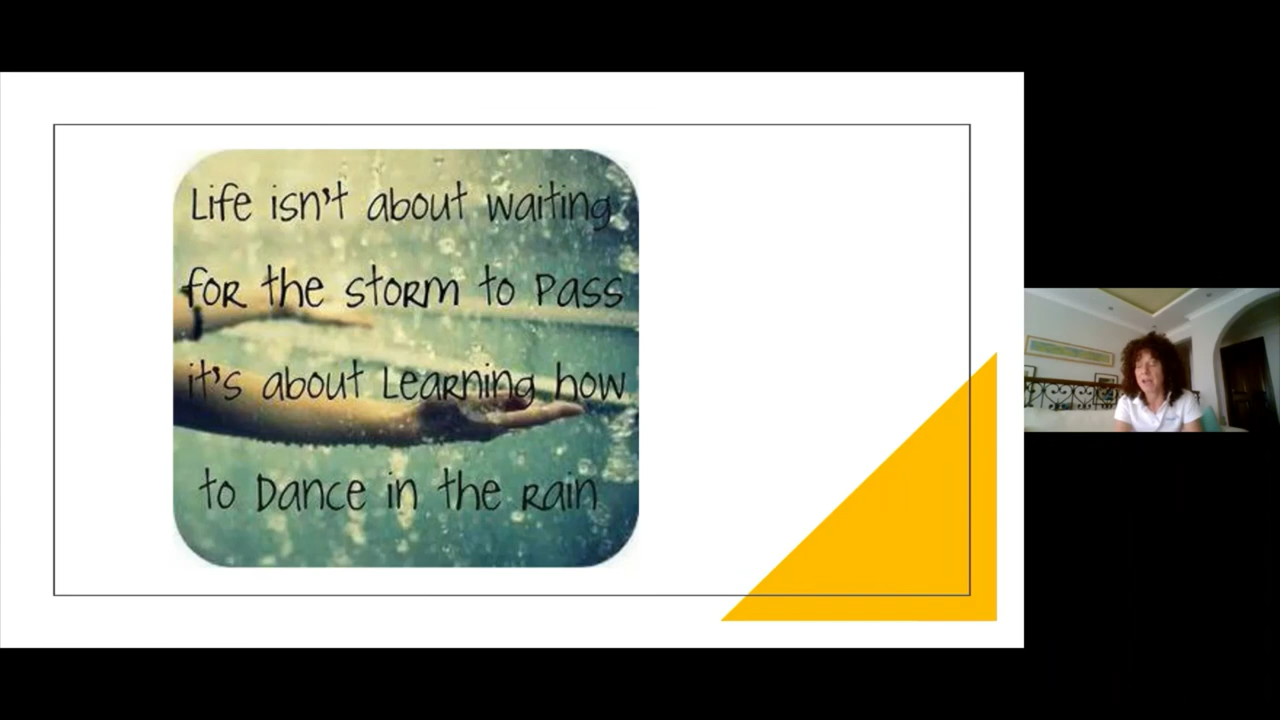 Life isn't about waiting
for the storm to Pass
it's about Learning how
to Dance in the Rain